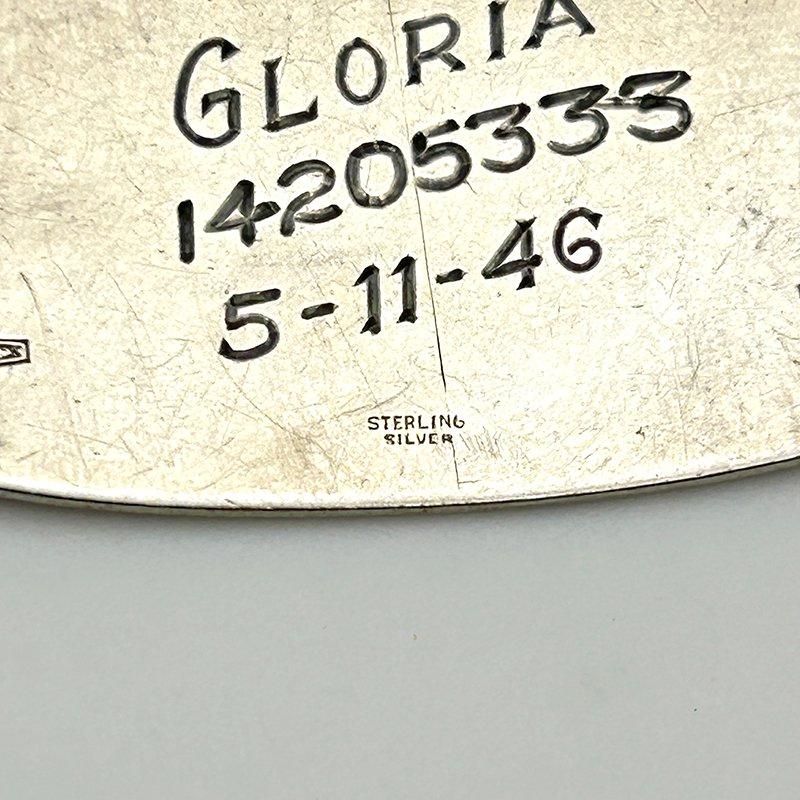 GLORIA
14205333
5-11-46
STERLING
SILVER